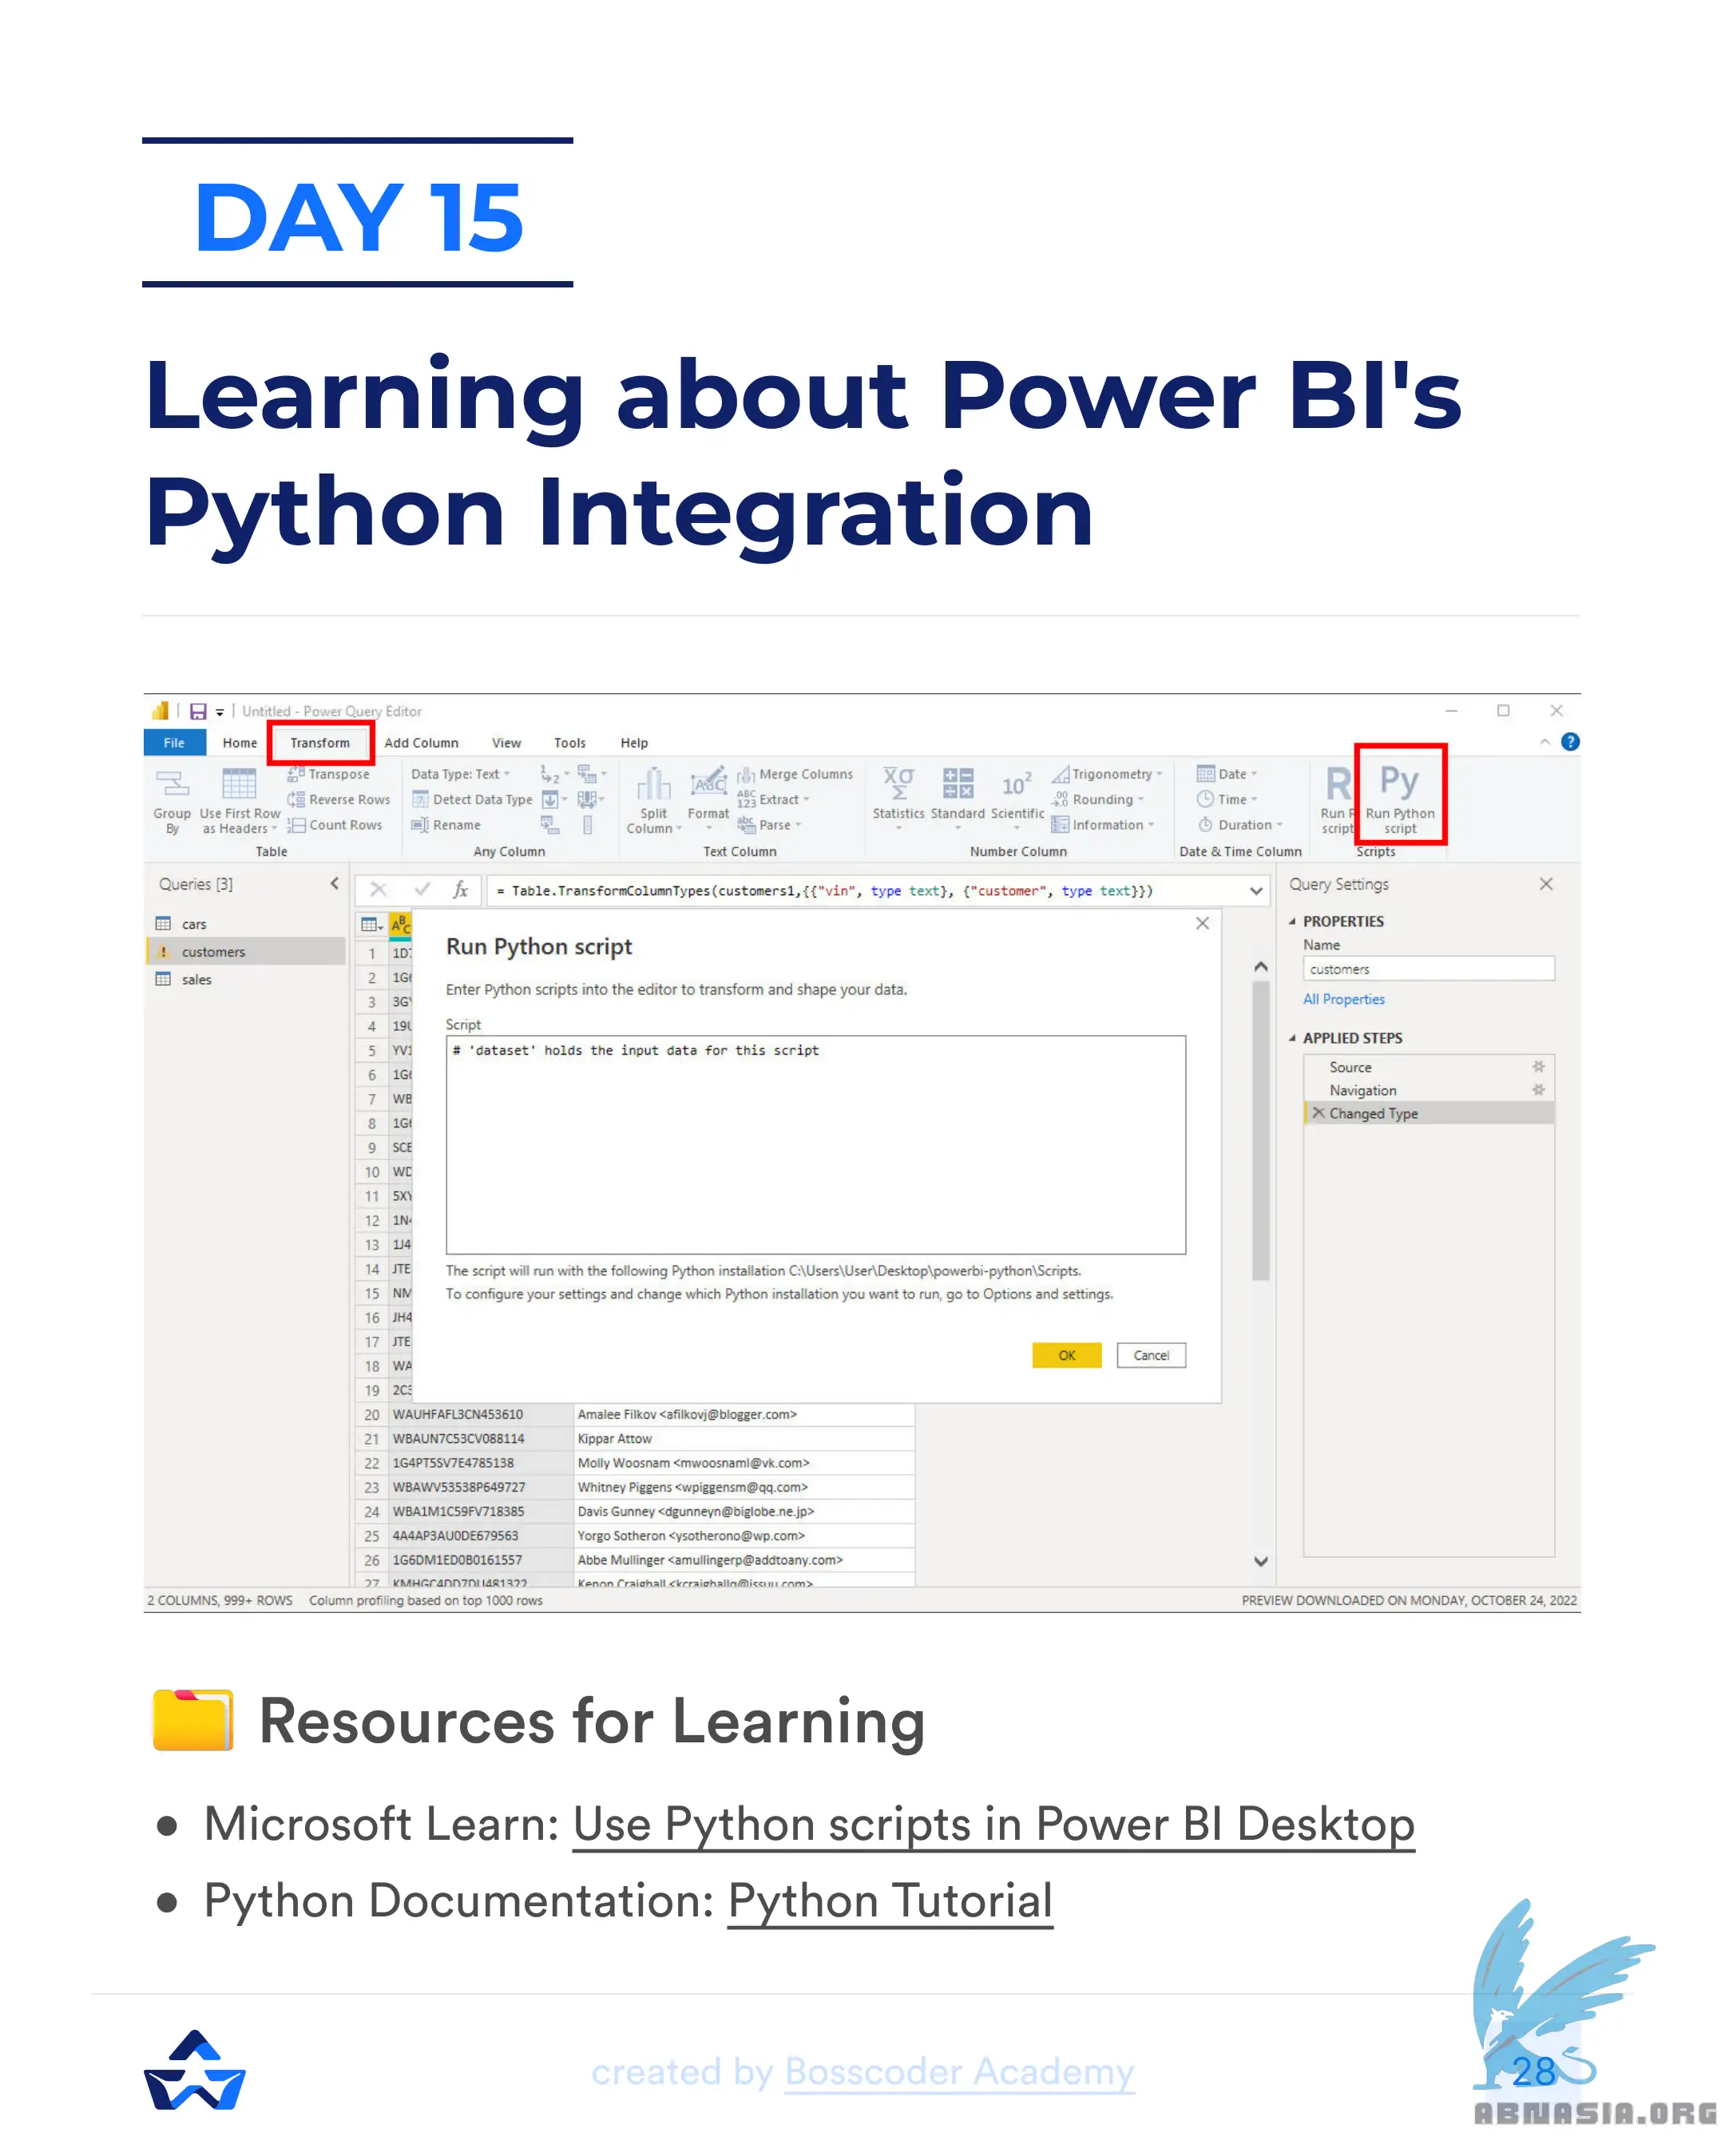 DAY 15
Learning about Power BI's
Python Integration
Untitled - Power Query Editor
File Home Transform Add Column View Tools Help
Group By
Use First Row as Headers
Transpose
Reverse Rows
Count Rows
Table
Data Type: Text
Detect Data Type
Rename
Any Column
Split Column
Format
Merge Columns
Extract
Parse
Text Column
Statistics
Standard
Scientific
Trigonometry
Rounding
Information
Number Column
Date
Time
Duration
Date & Time Column
Run R script
Py
Run Python script
Scripts
Queries [3]
cars
customers
sales
= Table.TransformColumnTypes(customers1,{{"vin", type text}, {"customer", type text}})
Run Python script
Enter Python scripts into the editor to transform and shape your data.
Script
# 'dataset' holds the input data for this script
The script will run with the following Python installation C:\Users\User\Desktop\powerbi-python\Scripts.
To configure your settings and change which Python installation you want to run, go to Options and settings.
OK Cancel
1 1D
2 1G
3 3G
4 19
5 YV
6 1G
7 WB
8 1G
9 SC
10 WD
11 5X
12 1N
13 1J4
14 JTE
15 NM
16 JH4
17 JTE
18 WA
19 2C
20 WAUHFAFL3CN453610 Amalee Filkov <afilkovj@blogger.com>
21 WBAUN7C53CV088114 Kippar Attow
22 1G4PT5SV7E4785138 Molly Woosnam <mwoosnaml@vk.com>
23 WBAWV53538P649727 Whitney Piggens <wpiggensm@qq.com>
24 WBA1M1C59FV718385 Davis Gunney <dgunneyn@biglobe.ne.jp>
25 4A4AP3AU0DE679563 Yorgo Sotheron <ysotherono@wp.com>
26 1G6DM1ED0B0161557 Abbe Mullinger <amullingerp@addtoany.com>
27 KMHGC4DD7DU481322 Kenon Craighall <kcraighallq@issuu.com>
Query Settings
PROPERTIES
Name
customers
All Properties
APPLIED STEPS
Source
Navigation
Changed Type
2 COLUMNS, 999+ ROWS Column profiling based on top 1000 rows
PREVIEW DOWNLOADED ON MONDAY, OCTOBER 24, 2022
Resources for Learning
● Microsoft Learn: Use Python scripts in Power BI Desktop
● Python Documentation: Python Tutorial
created by Bosscoder Academy
28
ABNASIA.ORG